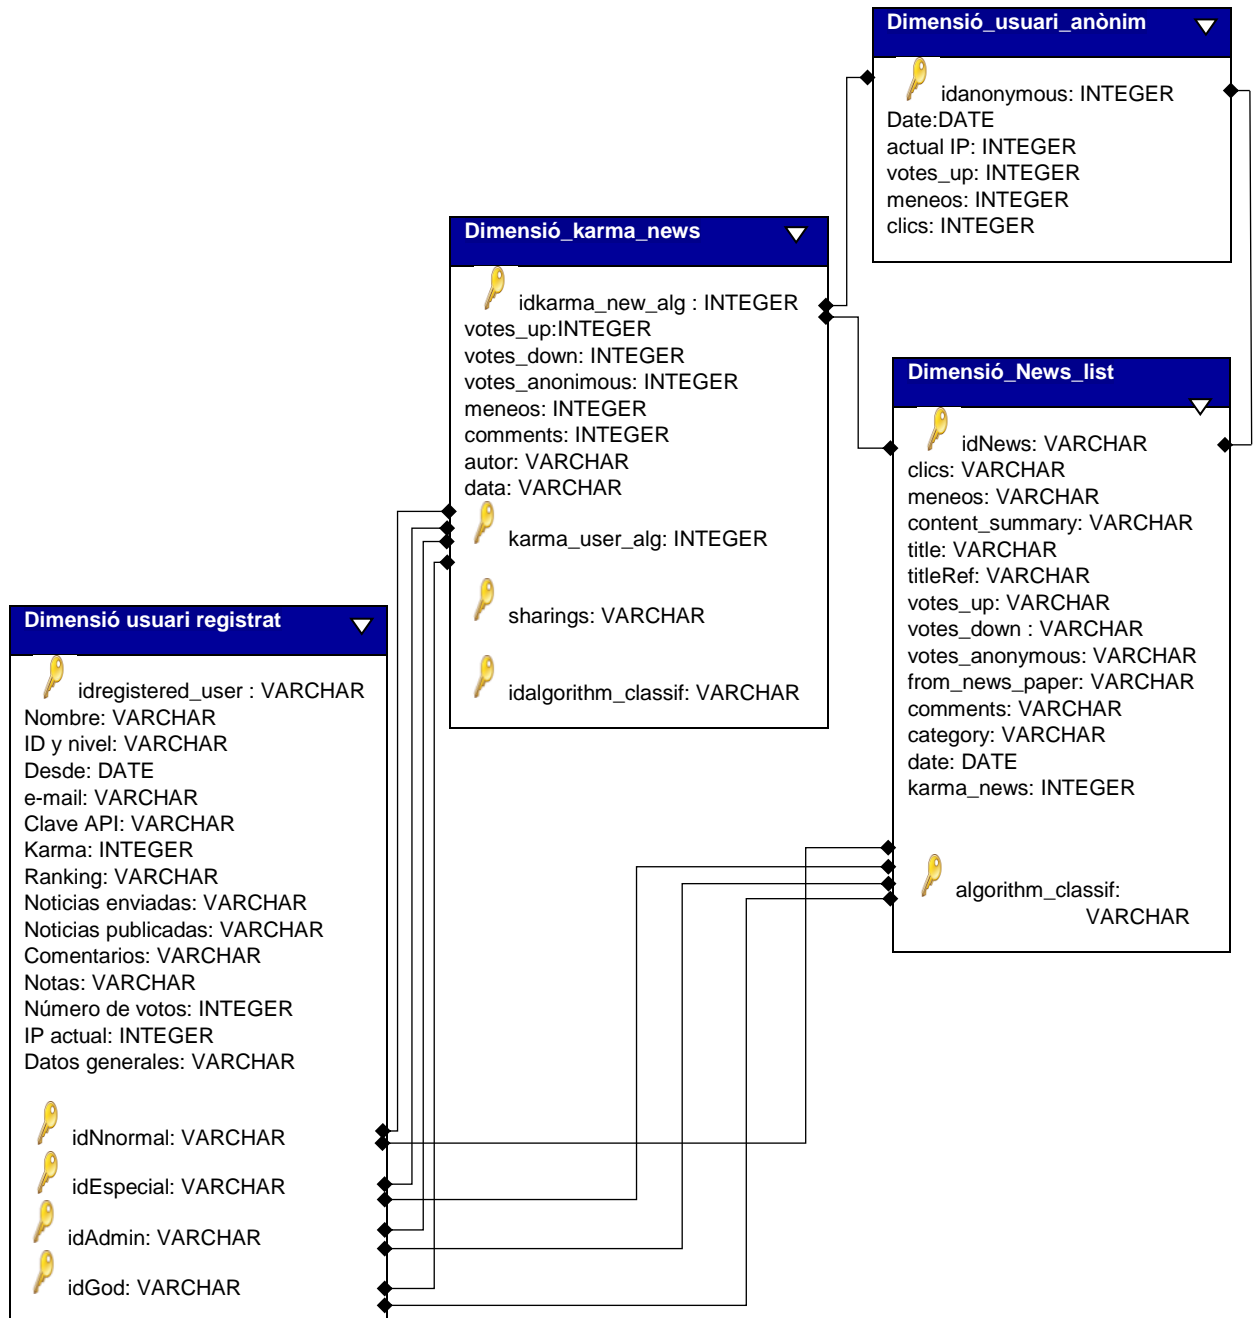 Dimensió_usuari_anònim
idanonymous: INTEGER
Date:DATE
actual IP: INTEGER
votes_up: INTEGER
meneos: INTEGER
clics: INTEGER
Dimensió_karma_news
idkarma_new_alg : INTEGER
votes_up:INTEGER
votes_down: INTEGER
votes_anonimous: INTEGER
meneos: INTEGER
comments: INTEGER
autor: VARCHAR
data: VARCHAR
karma_user_alg: INTEGER
sharings: VARCHAR
idalgorithm_classif: VARCHAR
Dimensió_News_list
idNews: VARCHAR
clics: VARCHAR
meneos: VARCHAR
content_summary: VARCHAR
title: VARCHAR
titleRef: VARCHAR
votes_up: VARCHAR
votes_down : VARCHAR
votes_anonymous: VARCHAR
from_news_paper: VARCHAR
comments: VARCHAR
category: VARCHAR
date: DATE
karma_news: INTEGER
algorithm_classif:
VARCHAR
Dimensió usuari registrat
idregistered_user : VARCHAR
Nombre: VARCHAR
ID y nivel: VARCHAR
Desde: DATE
e-mail: VARCHAR
Clave API: VARCHAR
Karma: INTEGER
Ranking: VARCHAR
Noticias enviadas: VARCHAR
Noticias publicadas: VARCHAR
Comentarios: VARCHAR
Notas: VARCHAR
Número de votos: INTEGER
IP actual: INTEGER
Datos generales: VARCHAR
idNnormal: VARCHAR
idEspecial: VARCHAR
idAdmin: VARCHAR
idGod: VARCHAR